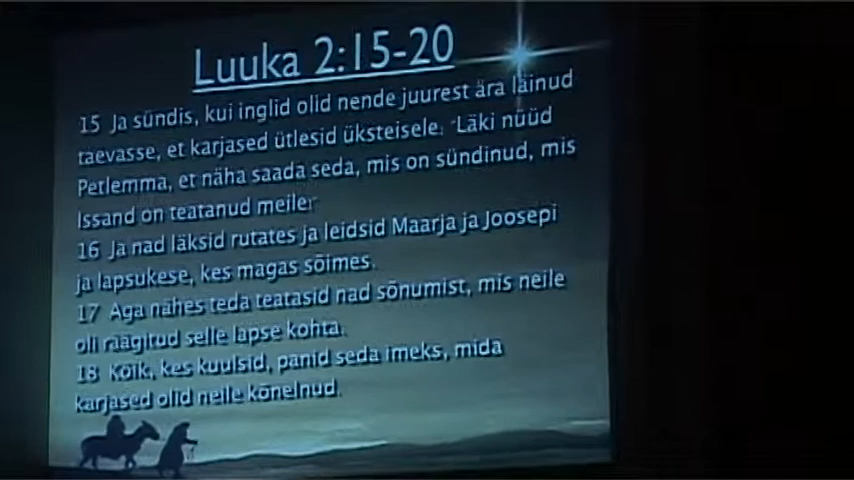 Luuka 2:15-20
15 Ja sündis, kui inglid olid nende juurest ära läinud
taevasse, et karjased ütlesid üksteisele: "Läki nüüd
Petlemma, et näha saada seda, mis on sündinud, mis
Issand on teatanud meile!"
16 Ja nad läksid rutates ja leidsid Maarja ja Joosepi
ja lapsukese, kes magas sõimes.
17 Aga nähes teda teatasid nad sõnumist, mis neile
oli räägitud selle lapse kohta.
18 Kõik, kes kuulsid, panid seda imeks, mida
karjased olid neile kõnelnud.